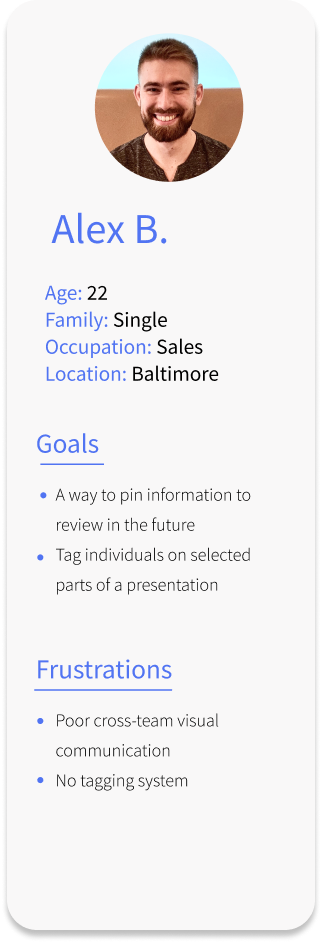 Alex B.
Age: 22
Family: Single
Occupation: Sales
Location: Baltimore
Goals
• A way to pin information to
review in the future
• Tag individuals on selected
parts of a presentation
Frustrations
• Poor cross-team visual
communication
• No tagging system